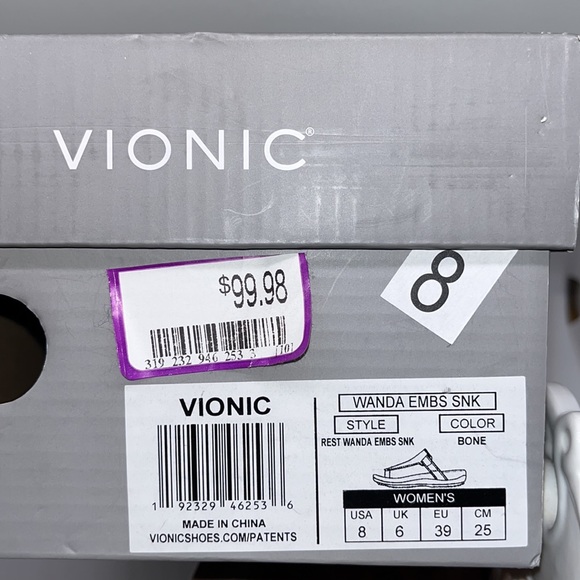 VIONIC®
$99.98
319 232 946 253 3 (10)
8
VIONIC
1 92329 46253 6
MADE IN CHINA
VIONICSHOES.COM/PATENTS
WANDA EMBS SNK
STYLE COLOR
REST WANDA EMBS SNK BONE
WOMEN'S
USA UK EU CM
8 6 39 25